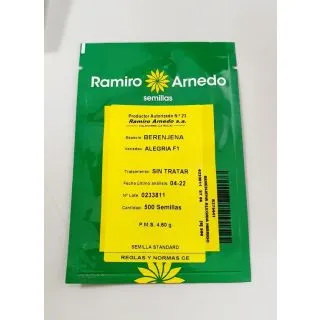 Ramiro Arnedo
semillas
Productor Autorizado N.º 23
Ramiro Arnedo s.a.
Especie: BERENJENA
Variedad: ALEGRIA F1
Tratamiento: SIN TRATAR
Fecha último análisis: 04-22
Nº Lote: 0233811
Cantidad: 500 Semillas
P.M.S. 4.60 g.
SEMILLA STANDARD
REGLAS Y NORMAS CE